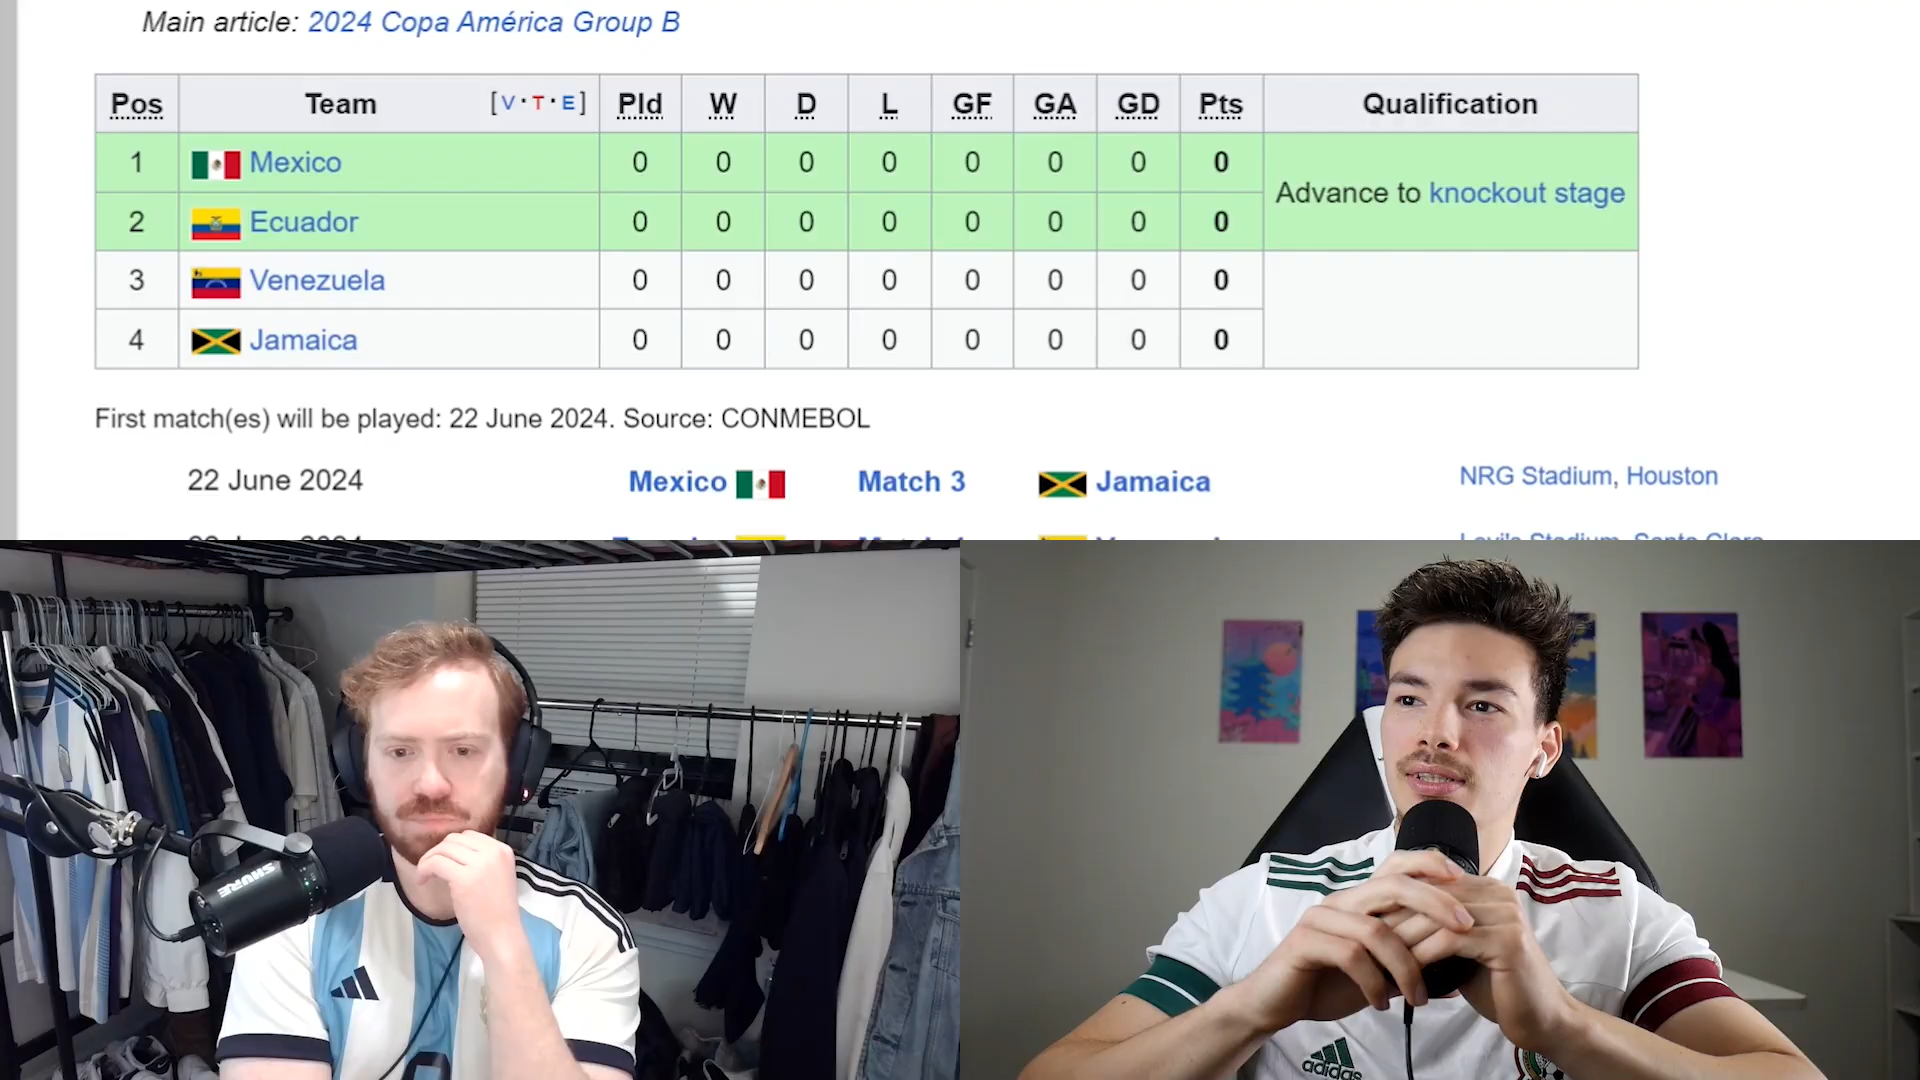 Main article: 2024 Copa América Group B
Pos Team [V·T·E] Pld W D L GF GA GD Pts Qualification
1 Mexico 0 0 0 0 0 0 0 0 Advance to knockout stage
2 Ecuador 0 0 0 0 0 0 0 0
3 Venezuela 0 0 0 0 0 0 0 0
4 Jamaica 0 0 0 0 0 0 0 0
First match(es) will be played: 22 June 2024. Source: CONMEBOL
22 June 2024 Mexico Match 3 Jamaica NRG Stadium, Houston
SHURE
adidas